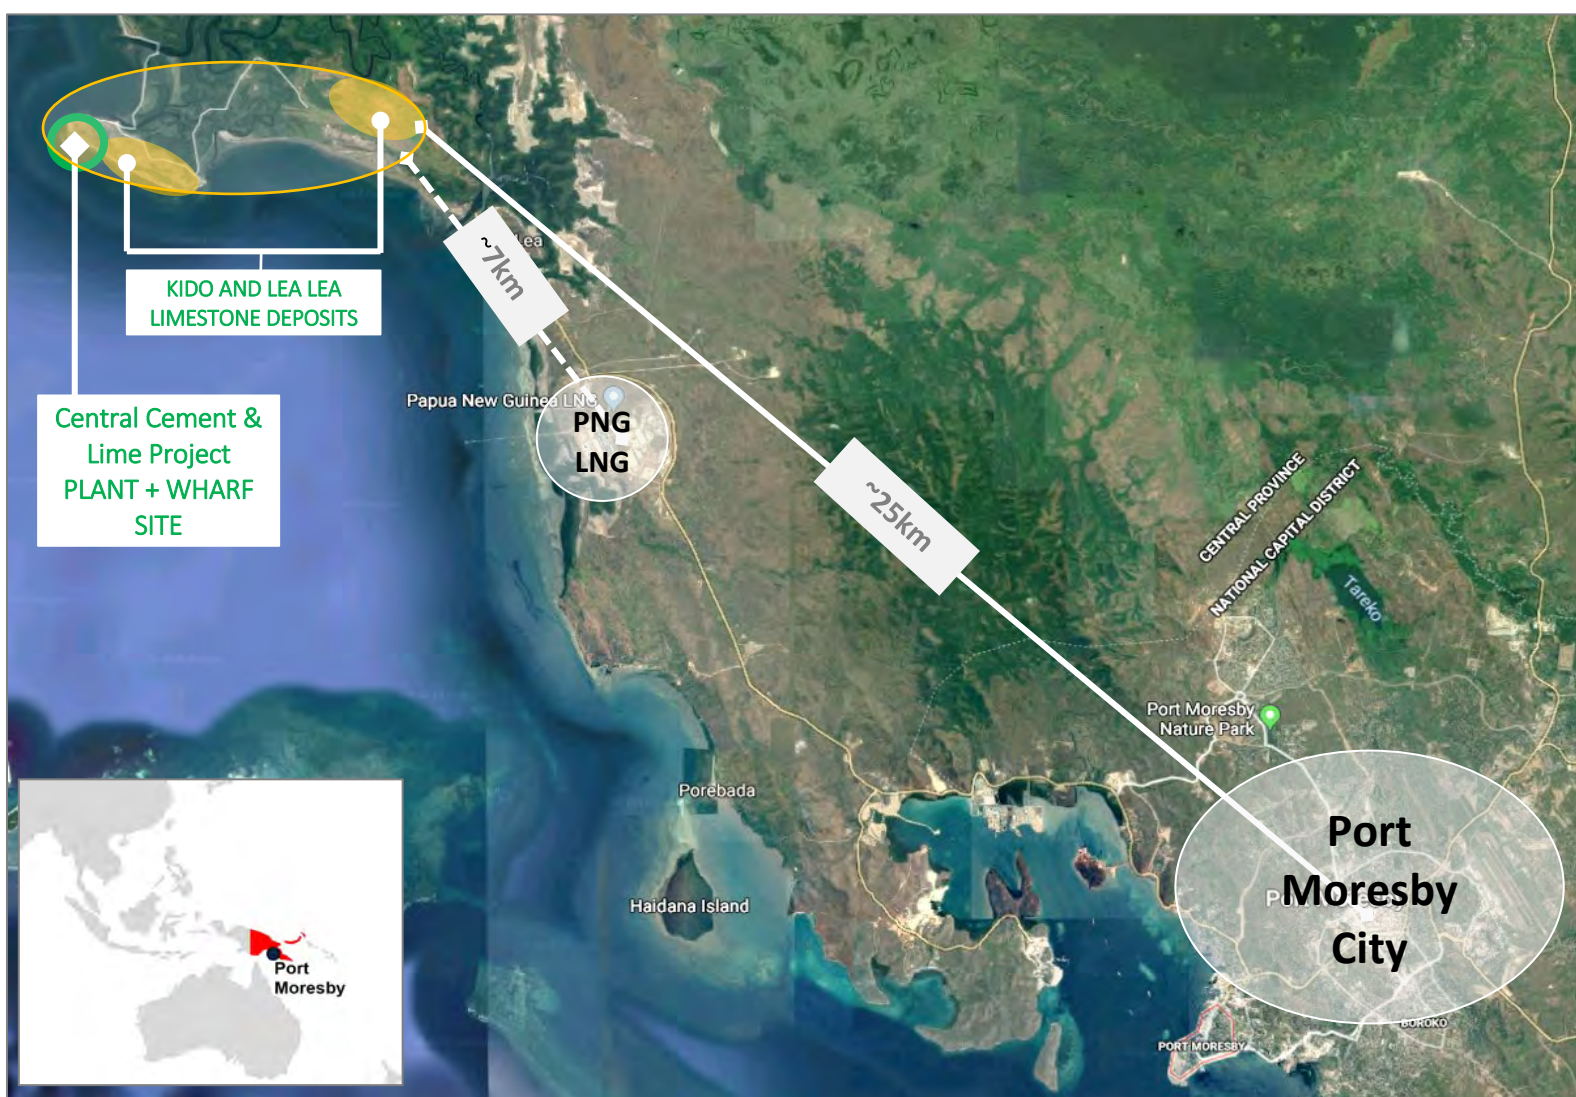 ~7km
Lea
KIDO AND LEA LEA
LIMESTONE DEPOSITS
Central Cement &
Lime Project
PLANT + WHARF
SITE
Papua New Guinea LNG
PNG
LNG
~25km
CENTRAL PROVINCE
NATIONAL CAPITAL DISTRICT
Tareko
Port Moresby
Nature Park
Porebada
Haidana Island
Port
Moresby
City
BOROKO
PORT MORESBY
Port
Moresby